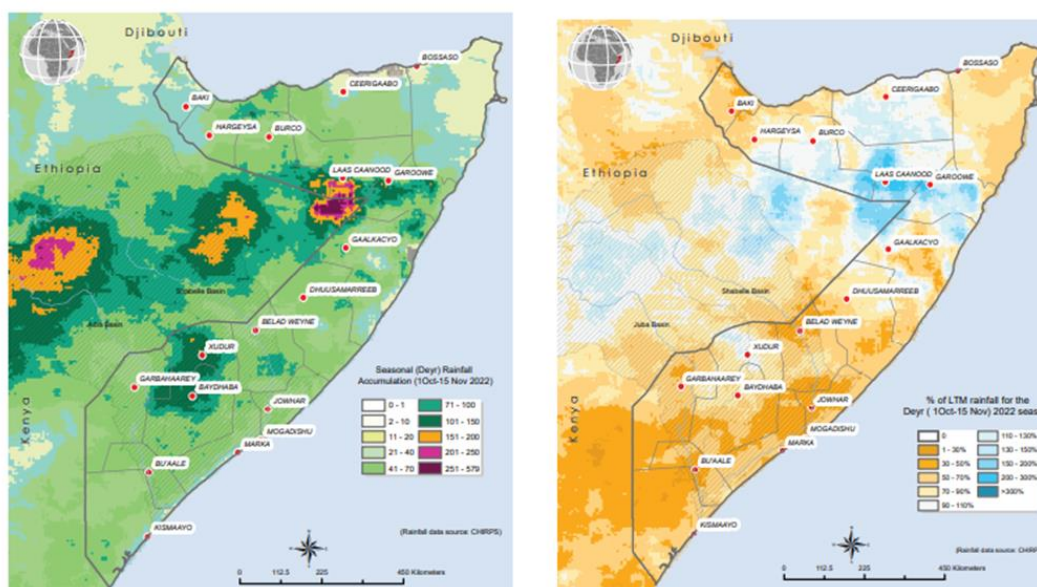 Djibouti
BOSSASO
CEERIGAABO
BAKI
HARGEYSA
BURCO
Ethiopia
LAAS CAANOOD
GAROOWE
GAALKACYO
Shabelle Basin
DHUUSAMARREEB
Juba Basin
BELAD WEYNE
XUDUR
GARBAHAAREY
BAYDHABA
JOWHAR
Kenya
MOGADISHU
MARKA
BU'AALE
KISMAAYO
Seasonal (Deyr) Rainfall
Accumulation (1Oct-15 Nov 2022)
0 - 1
2 - 10
11 - 20
21 - 40
41 - 70
71 - 100
101 - 150
151 - 200
201 - 250
251 - 579
(Rainfall data source: CHIRPS)
0 112.5 225 450 Kilometers
Djibouti
BOSSASO
CEERIGAABO
BAKI
HARGEYSA
BURCO
Ethiopia
LAAS CAANOOD
GAROOWE
GAALKACYO
Shabelle Basin
DHUUSAMARREEB
Juba Basin
BELAD WEYNE
XUDUR
GARBAHAAREY
BAYDHABA
JOWHAR
Kenya
MOGADISHU
MARKA
BU'AALE
KISMAAYO
% of LTM rainfall for the
Deyr ( 1Oct-15 Nov) 2022 seas
0
1 - 30%
30 - 50%
50 - 70%
70 - 90%
90 - 110%
110 - 130%
130 - 150%
150 - 200%
200 - 300%
>300%
(Rainfall data source: CHIRP
0 112.5 225 450 Kilometers